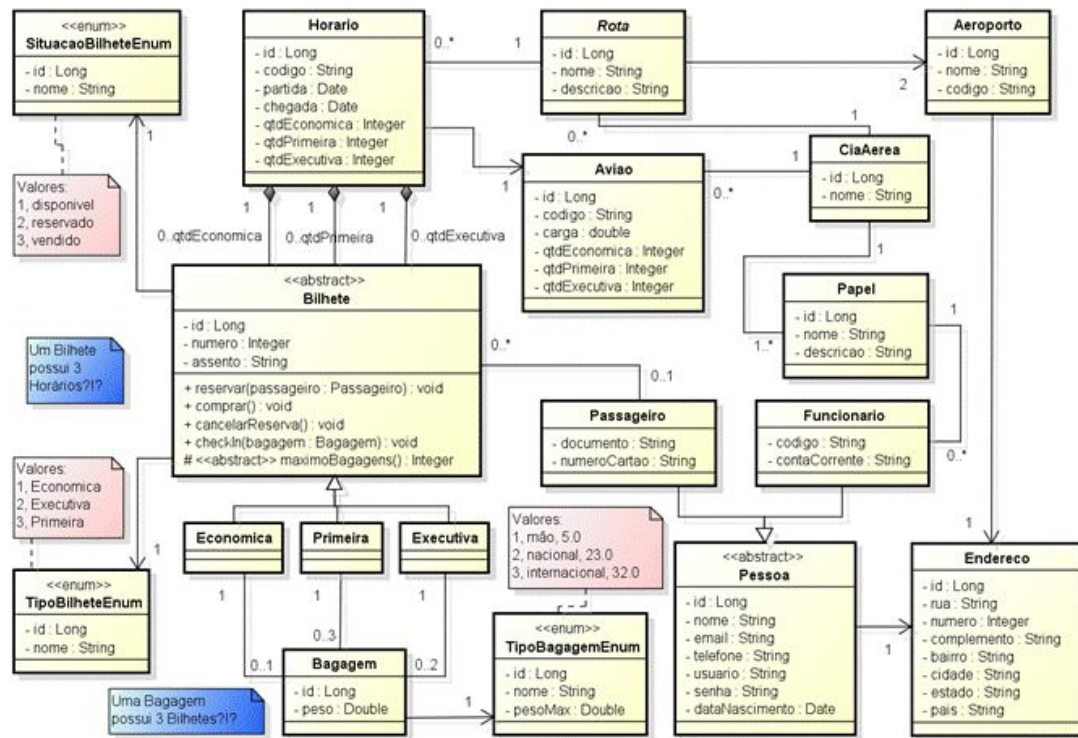 <<enum>>
SituacaoBilheteEnum
- id : Long
- nome : String
Valores:
1, disponivel
2, reservado
3, vendido
1
Horario
- id : Long
- codigo : String
- partida : Date
- chegada : Date
- qtdEconomica : Integer
- qtdPrimeira : Integer
- qtdExecutiva : Integer
0..*
1
Rota
- id : Long
- nome : String
- descricao : String
2
Aeroporto
- id : Long
- nome : String
- codigo : String
0..*
1
CiaAerea
- id : Long
- nome : String
1
Aviao
- id : Long
- codigo : String
- carga : double
- qtdEconomica : Integer
- qtdPrimeira : Integer
- qtdExecutiva : Integer
1
0..*
1
1
1
1
0..qtdEconomica
0..qtdPrimeira
0..qtdExecutiva
<<abstract>>
Bilhete
- id : Long
- numero : Integer
- assento : String
+ reservar(passageiro : Passageiro) : void
+ comprar() : void
+ cancelarReserva() : void
+ checkIn(bagagem : Bagagem) : void
# <<abstract>> maximoBagagens() : Integer
Um Bilhete
possui 3
Horários?!?
1..*
Papel
- id : Long
- nome : String
- descricao : String
1
0..*
0..*
0..1
Passageiro
- documento : String
- numeroCartao : String
Funcionario
- codigo : String
- contaCorrente : String
Valores:
1, Economica
2, Executiva
3, Primeira
1
<<enum>>
TipoBilheteEnum
- id : Long
- nome : String
Economica
Primeira
Executiva
1
1
1
0..1
0..3
0..2
Bagagem
- id : Long
- peso : Double
Uma Bagagem
possui 3 Bilhetes?!?
Valores:
1, mão, 5.0
2, nacional, 23.0
3, internacional, 32.0
1
<<enum>>
TipoBagagemEnum
- id : Long
- nome : String
- pesoMax : Double
<<abstract>>
Pessoa
- id : Long
- nome : String
- email : String
- telefone : String
- usuario : String
- senha : String
- dataNascimento : Date
1
1
Endereco
- id : Long
- rua : String
- numero : Integer
- complemento : String
- bairro : String
- cidade : String
- estado : String
- pais : String